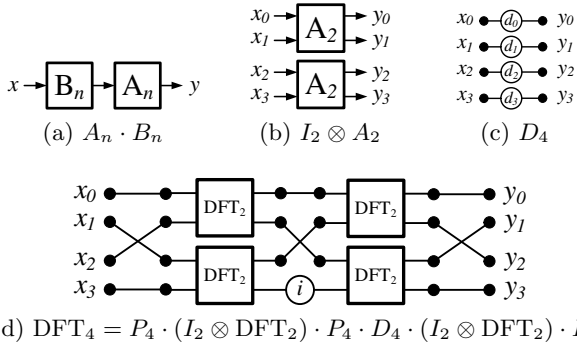 x B_n A_n y
(a) A_n · B_n
x_0 y_0
x_1 A_2 y_1
x_2 y_2
x_3 A_2 y_3
(b) I_2 ⊗ A_2
x_0 d_0 y_0
x_1 d_1 y_1
x_2 d_2 y_2
x_3 d_3 y_3
(c) D_4
x_0 DFT_2 DFT_2 y_0
x_1 y_1
x_2 DFT_2 DFT_2 y_2
x_3 i y_3
d) DFT_4 = P_4 · (I_2 ⊗ DFT_2) · P_4 · D_4 · (I_2 ⊗ DFT_2) ·